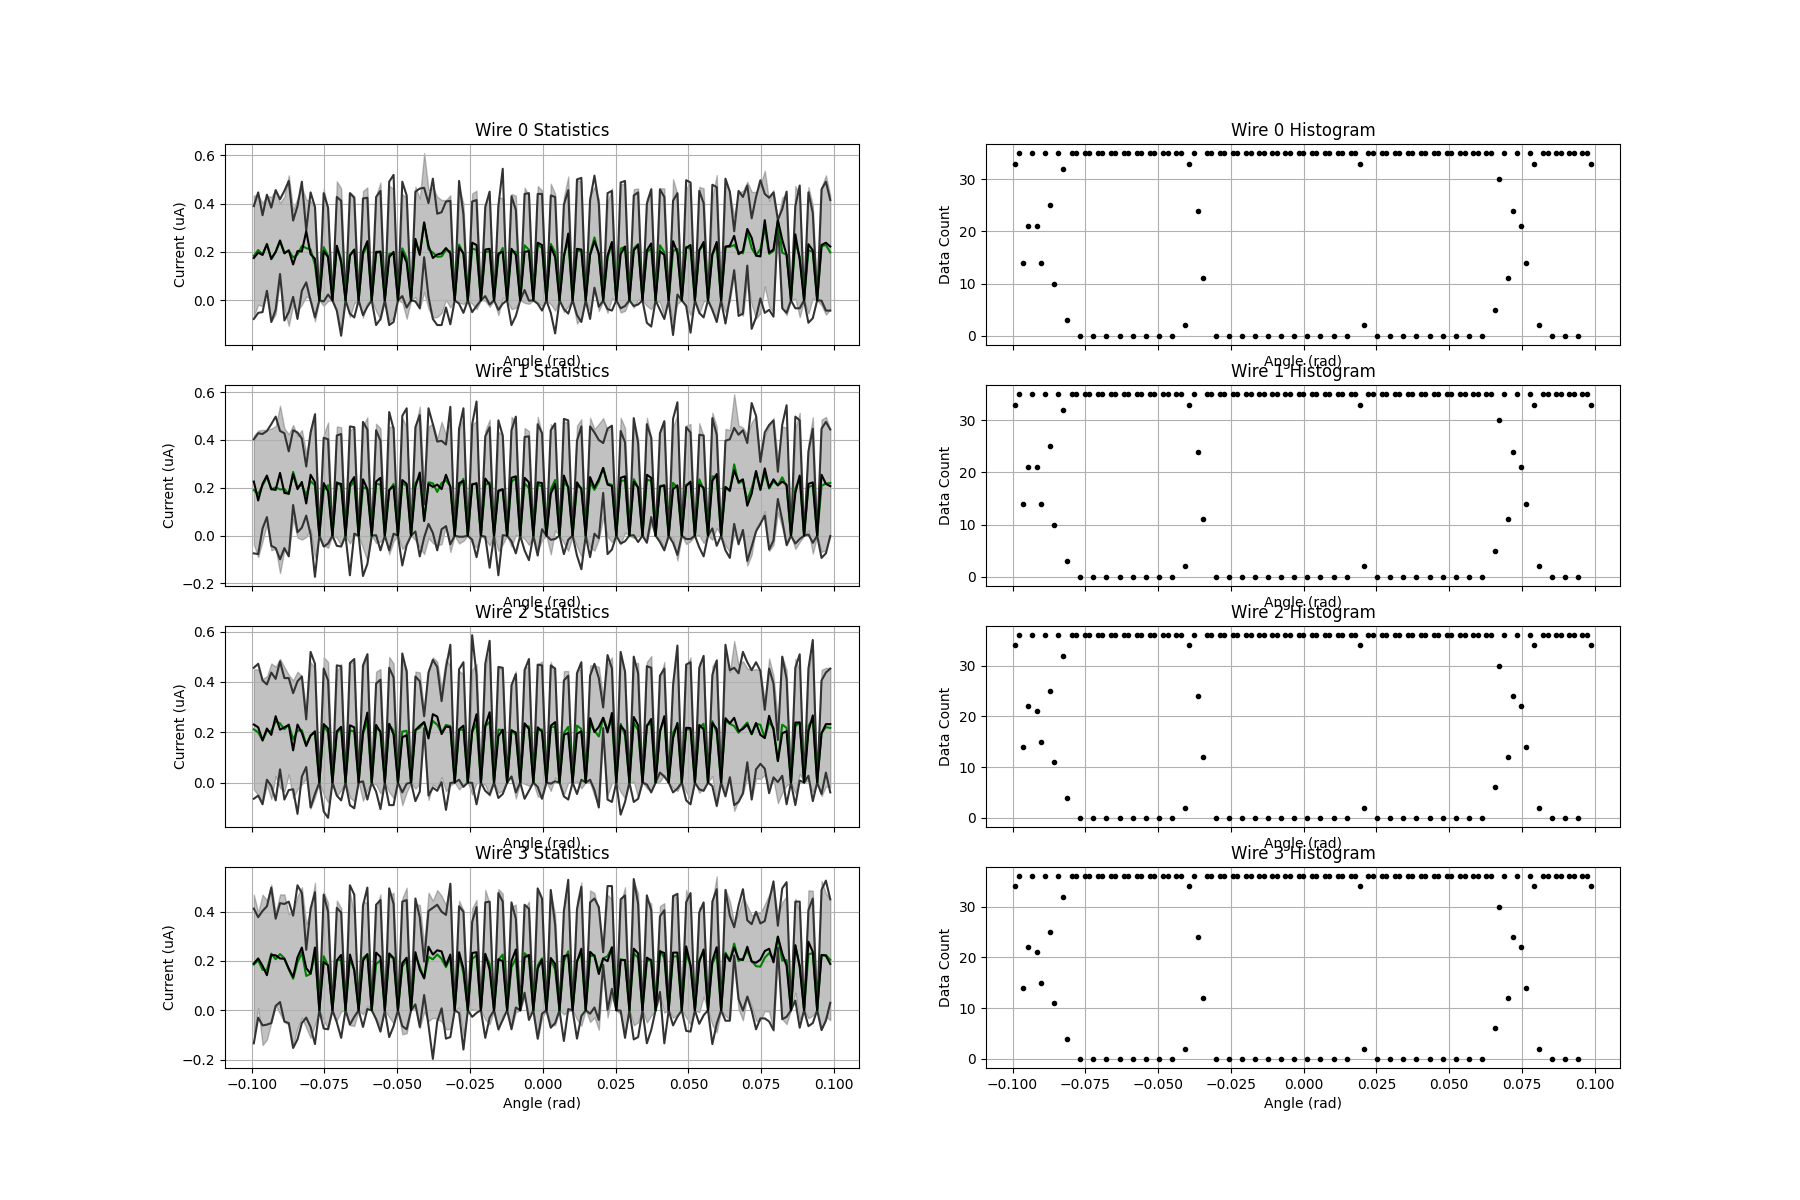 Wire 0 Statistics
Current (uA)
0.6
0.4
0.2
0.0
Angle (rad)
Wire 0 Histogram
Data Count
30
20
10
0
Angle (rad)
Wire 1 Statistics
Current (uA)
0.6
0.4
0.2
0.0
−0.2
Angle (rad)
Wire 1 Histogram
Data Count
30
20
10
0
Angle (rad)
Wire 2 Statistics
Current (uA)
0.6
0.4
0.2
0.0
Angle (rad)
Wire 2 Histogram
Data Count
30
20
10
0
Angle (rad)
Wire 3 Statistics
Current (uA)
0.4
0.2
0.0
−0.2
−0.100 −0.075 −0.050 −0.025 0.000 0.025 0.050 0.075 0.100
Angle (rad)
Wire 3 Histogram
Data Count
30
20
10
0
−0.100 −0.075 −0.050 −0.025 0.000 0.025 0.050 0.075 0.100
Angle (rad)